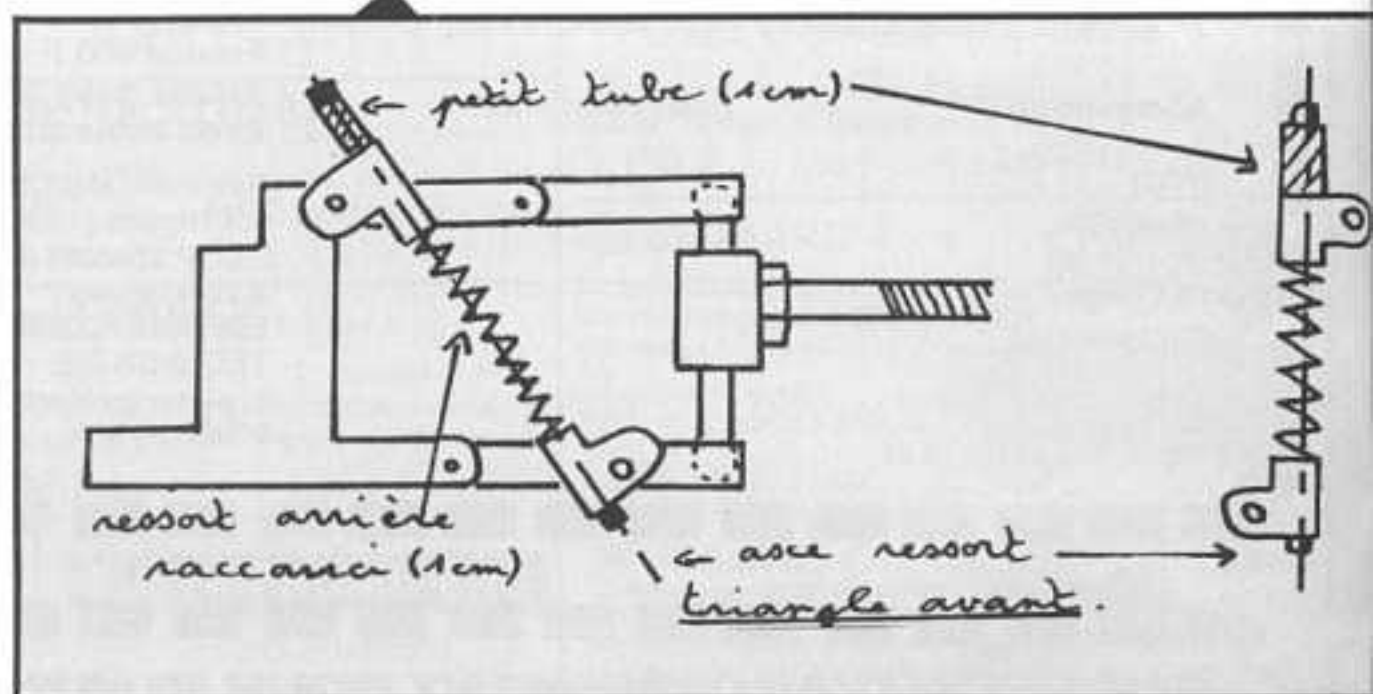 ← petit tube (1cm)
ressort arrière
raccourci (1cm)
← axe ressort
triangle avant.